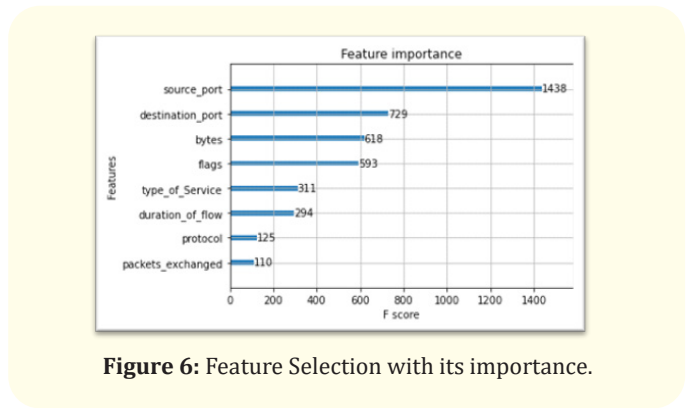 Feature importance
Features
source_port 1438
destination_port 729
bytes 618
flags 593
type_of_Service 311
duration_of_flow 294
protocol 125
packets_exchanged 110
0 200 400 600 800 1000 1200 1400
F score
Figure 6: Feature Selection with its importance.